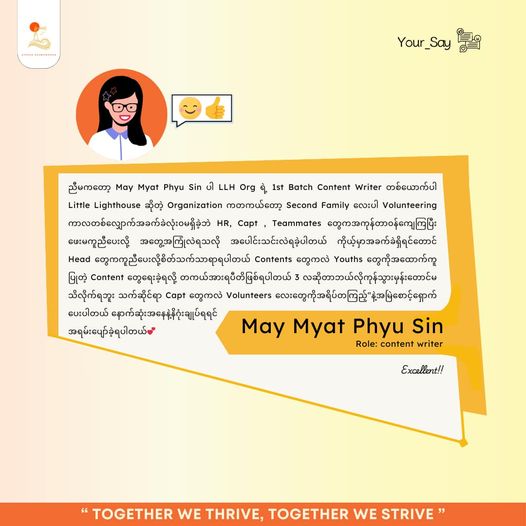 Your_Say
ညီမကတော့ May Myat Phyu Sin ပါ LLH Org ရဲ့ 1st Batch Content Writer တစ်ယောက်ပါ
Little Lighthouse ဆိုတဲ့ Organization ကတကယ်တော့ Second Family လေးပါ Volunteering
ကာလတစ်လျှောက်အခက်ခဲလုံးဝမရှိခဲ့ဘဲ HR, Capt , Teammates တွေကအကုန်တာဝန်ကျေကြပြီး
ဖေးမကူညီပေးလို့ အတွေ့အကြုံလဲရသလို အပေါင်းသင်းလဲရခဲ့ပါတယ် ကိုယ့်မှာအခက်ခဲရှိရင်တောင်
Head တွေကကူညီပေးလို့စိတ်သက်သာရာရပါတယ် Contents တွေကလဲ Youths တွေကိုအထောက်ကူ
ပြုတဲ့ Content တွေရေးခဲ့ရလို့ တကယ်အားရပီတိဖြစ်ရပါတယ် 3 လဆိုတာဘယ်လိုကုန်သွားမှန်းတောင်မ
သိလိုက်ရဘူး သက်ဆိုင်ရာ Capt တွေကလဲ Volunteers လေးတွေကိုအရိပ်တကြည့်"နဲ့အမြဲစောင့်ရှောက်
ပေးပါတယ် နောက်ဆုံးအနေနဲ့နိဂုံးချုပ်ရရင်
အရမ်းပျော်ခဲ့ရပါတယ်💕
May Myat Phyu Sin
Role: content writer
Excellent!!
“ TOGETHER WE THRIVE, TOGETHER WE STRIVE ”